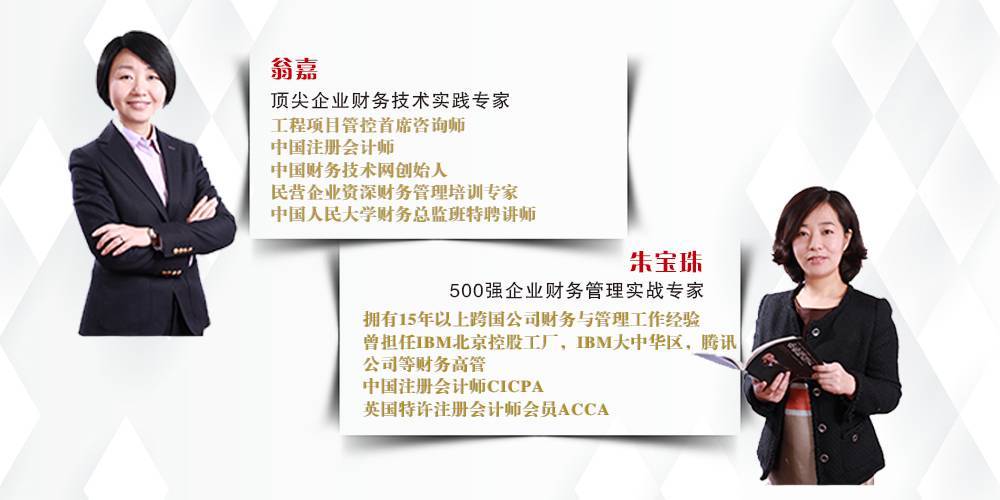 翁嘉
顶尖企业财务技术实践专家
工程项目管控首席咨询师
中国注册会计师
中国财务技术网创始人
民营企业资深财务管理培训专家
中国人民大学财务总监班特聘讲师
朱宝珠
500强企业财务管理实战专家
拥有15年以上跨国公司财务与管理工作经验
曾担任IBM北京控股工厂，IBM大中华区，腾讯
公司等财务高管
中国注册会计师CICPA
英国特许注册会计师会员ACCA